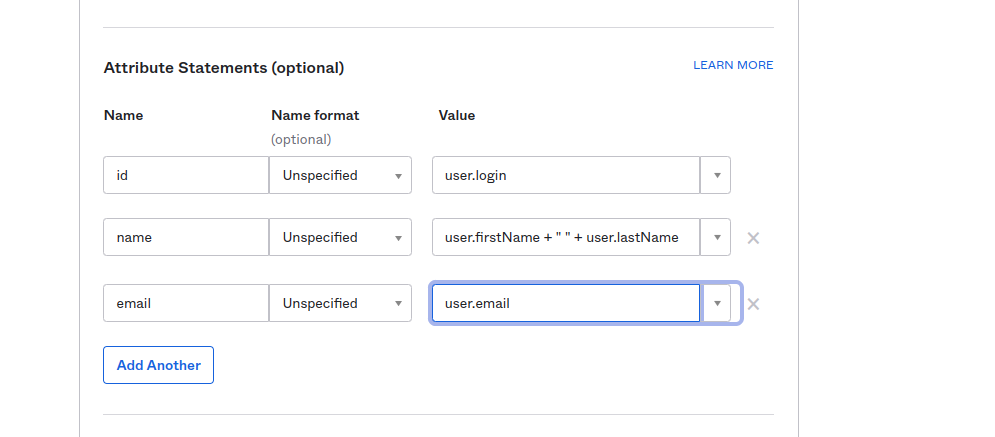 Attribute Statements (optional) LEARN MORE
Name Name format Value
(optional)
id Unspecified user.login
name Unspecified user.firstName + " " + user.lastName
email Unspecified user.email
Add Another